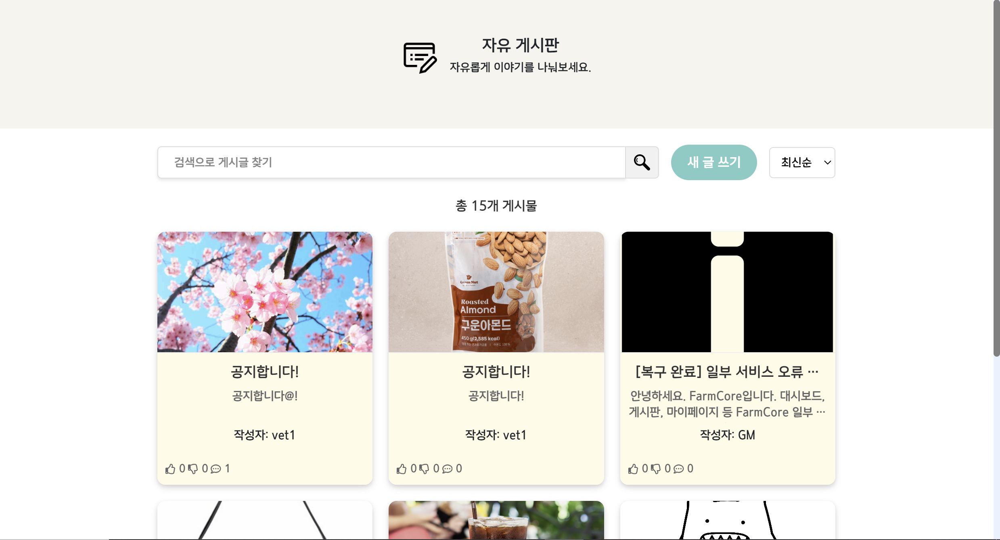 자유 게시판
자유롭게 이야기를 나눠보세요.
검색으로 게시글 찾기
새 글 쓰기
최신순
총 15개 게시물
Green Nut
Roasted
Almond
구운아몬드
450 g(2,585 kcal)
공지합니다!
공지합니다@!
작성자: vet1
0 0 1
공지합니다!
공지합니다!
작성자: vet1
0 0 0
[복구 완료] 일부 서비스 오류 ⋯
안녕하세요. FarmCore입니다. 대시보드,
게시판, 마이페이지 등 FarmCore 일부 ⋯
작성자: GM
0 0 0